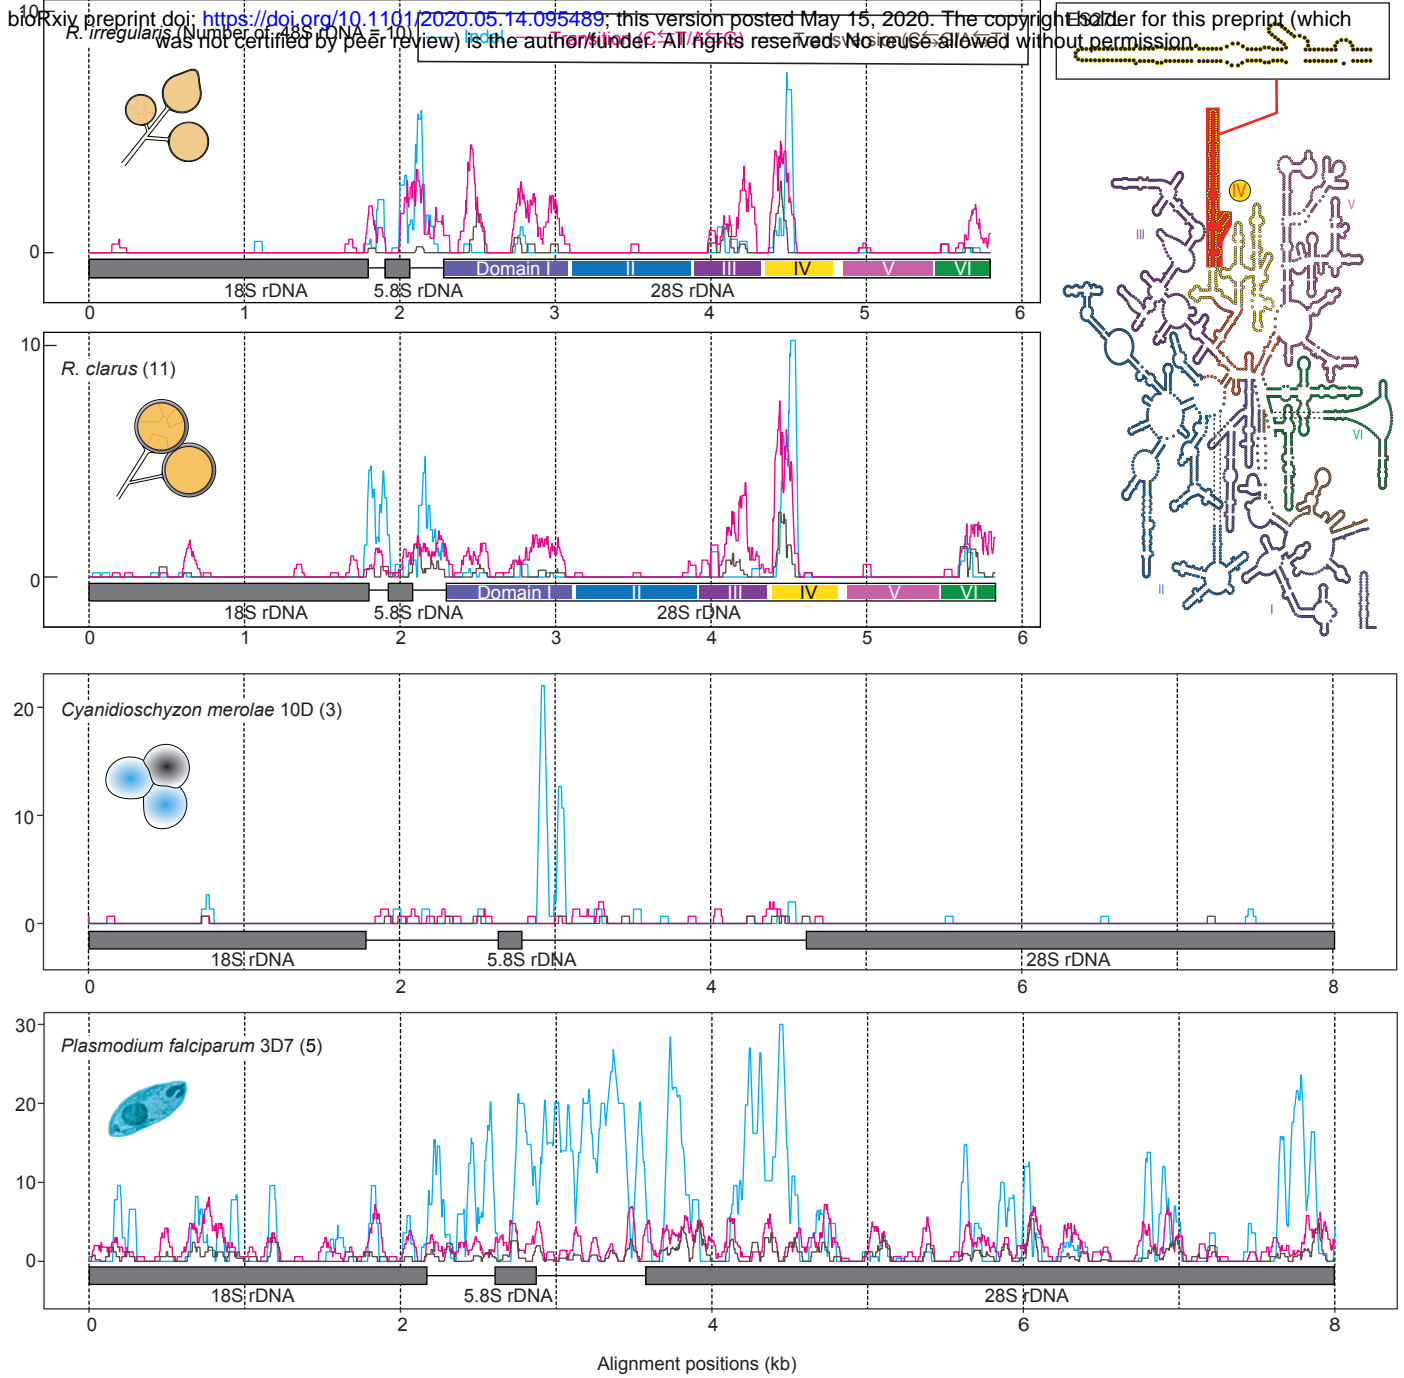 bioRxiv preprint doi: https://doi.org/10.1101/2020.05.14.095489; this version posted May 15, 2020. The copyright holder for this preprint (which
was not certified by peer review) is the author/funder. All rights reserved. No reuse allowed without permission.
10
R. irregularis (Number of 48S rDNA = 10)
Indel
Transition (C⇆T/A⇆G)
Transversion
ES27L
0
Domain I II III IV V VI
18S rDNA 5.8S rDNA 28S rDNA
0 1 2 3 4 5 6
10
R. clarus (11)
0
Domain I II III IV V VI
18S rDNA 5.8S rDNA 28S rDNA
0 1 2 3 4 5 6
IV
V
III
VI
II
I
20
Cyanidioschyzon merolae 10D (3)
10
0
18S rDNA 5.8S rDNA 28S rDNA
0 2 4 6 8
30
Plasmodium falciparum 3D7 (5)
20
10
0
18S rDNA 5.8S rDNA 28S rDNA
0 2 4 6 8
Alignment positions (kb)